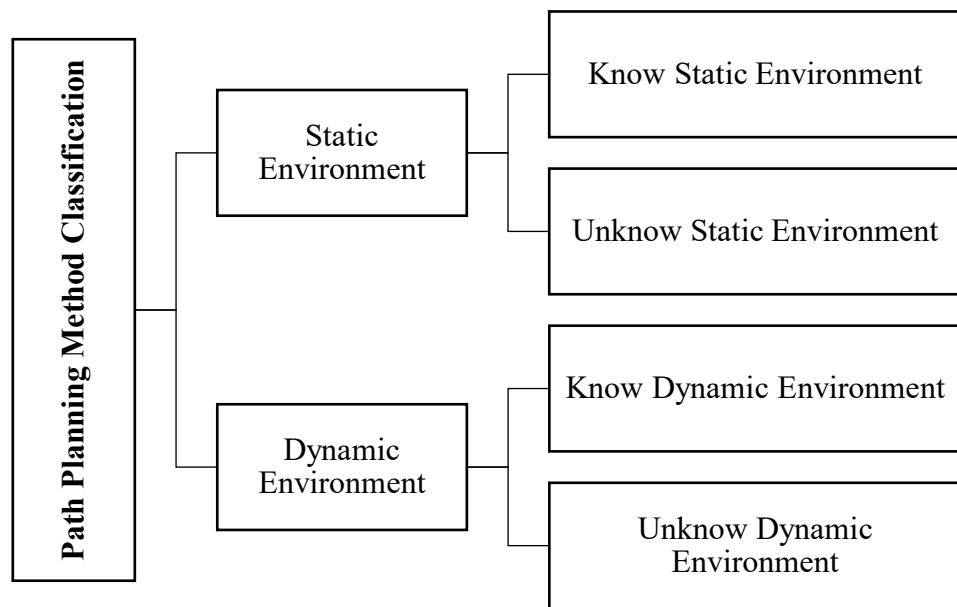 Path Planning Method Classification
Static
Environment
Know Static Environment
Unknow Static Environment
Dynamic
Environment
Know Dynamic Environment
Unknow Dynamic
Environment